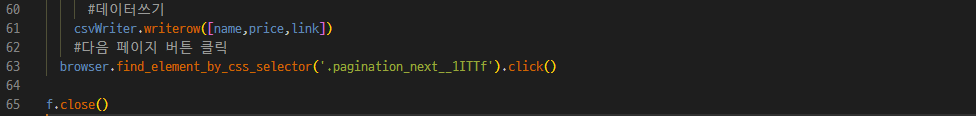 60 #데이터쓰기
61 csvWriter.writerow([name,price,link])
62 #다음 페이지 버튼 클릭
63 browser.find_element_by_css_selector('.pagination_next__1ITTf').click()
64
65 f.close()